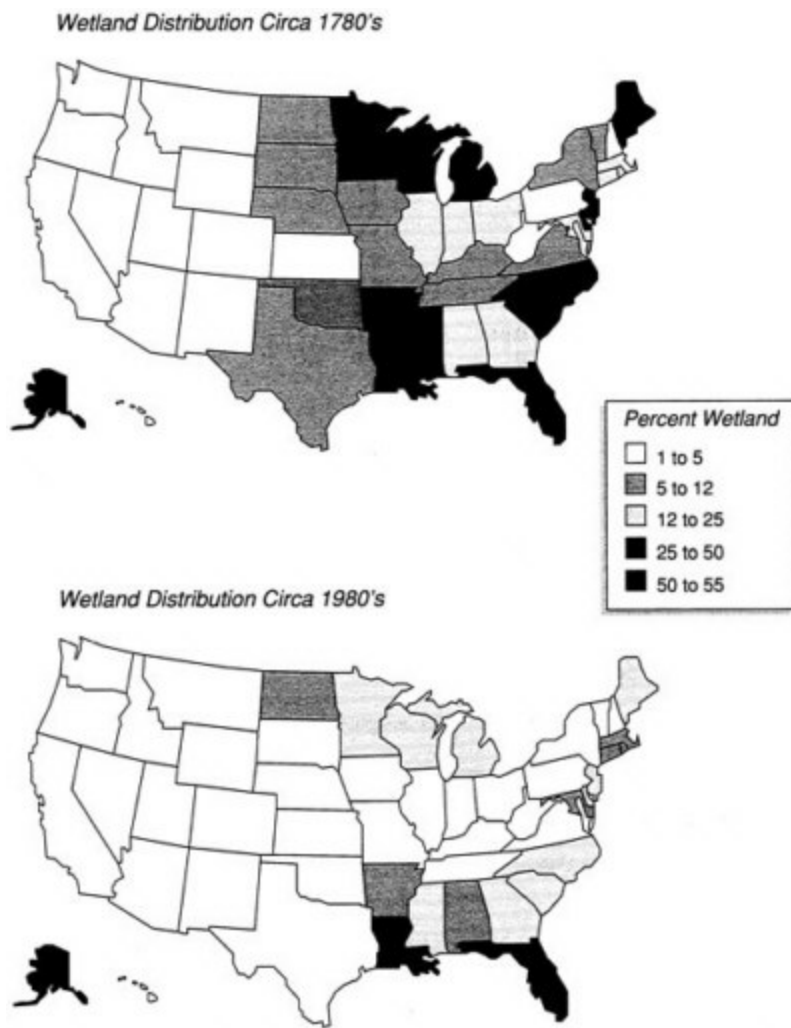 Wetland Distribution Circa 1780's
Percent Wetland
1 to 5
5 to 12
12 to 25
25 to 50
50 to 55
Wetland Distribution Circa 1980's